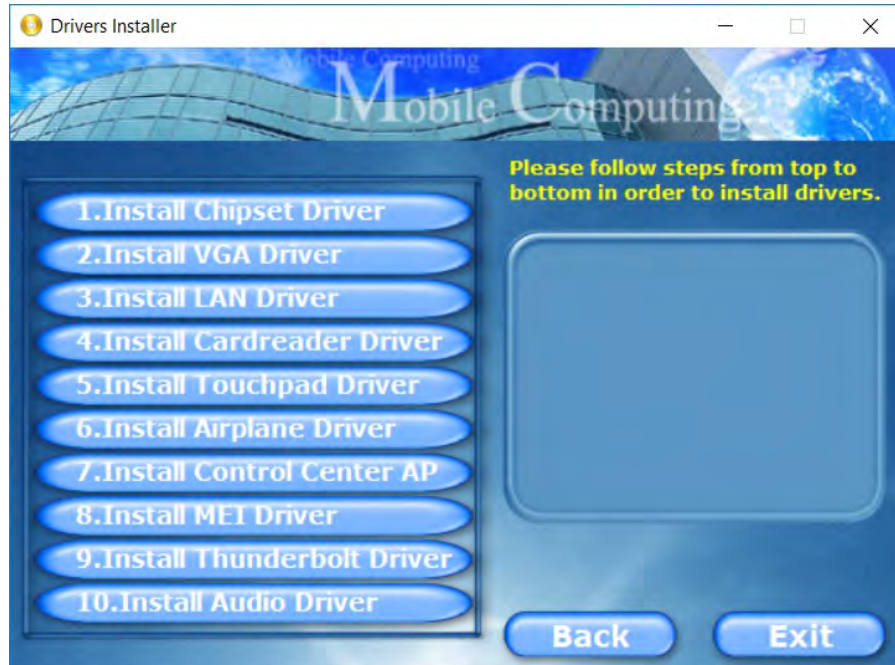 Drivers Installer
Mobile Computing
Mobile Computing
Please follow steps from top to
bottom in order to install drivers.
1.Install Chipset Driver
2.Install VGA Driver
3.Install LAN Driver
4.Install Cardreader Driver
5.Install Touchpad Driver
6.Install Airplane Driver
7.Install Control Center AP
8.Install MEI Driver
9.Install Thunderbolt Driver
10.Install Audio Driver
Back
Exit